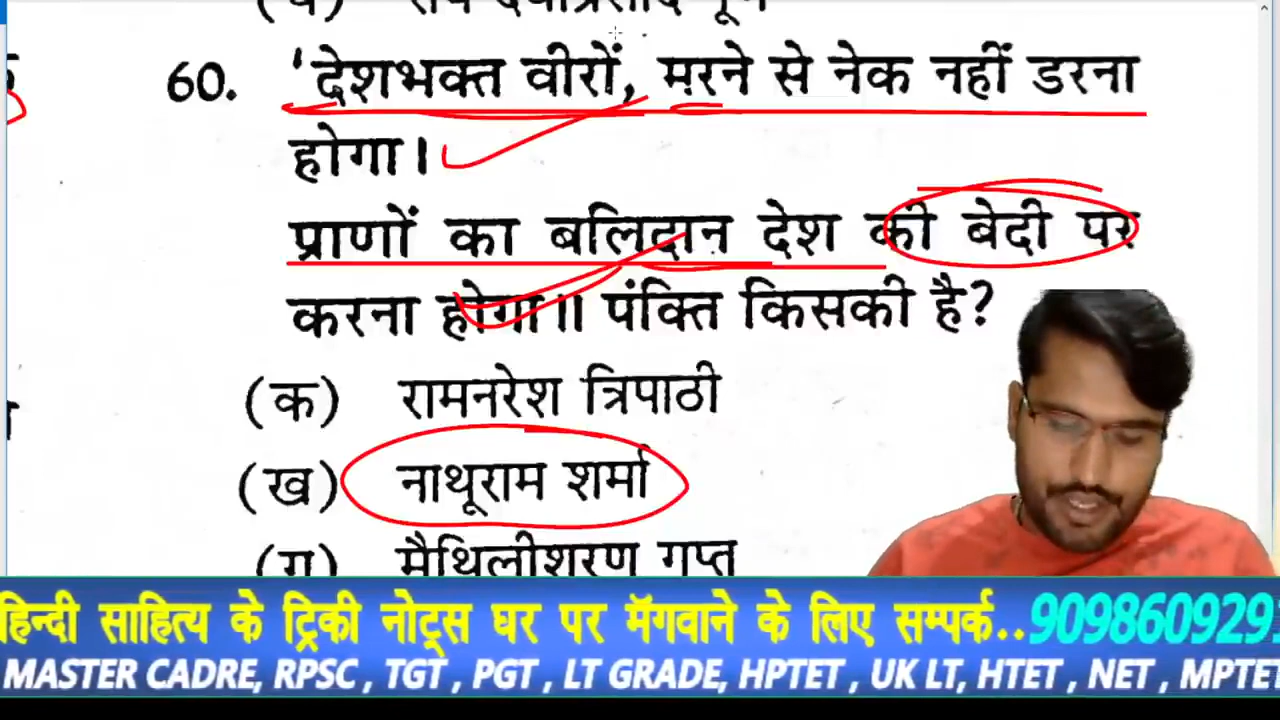 60. 'देशभक्त वीरों, मरने से नेक नहीं डरना
होगा।
प्राणों का बलिदान देश की बेदी पर
करना होगा॥ पंक्ति किसकी है?
(क) रामनरेश त्रिपाठी
(ख) नाथूराम शर्मा
(ग) मैथिलीशरण गुप्त
हिन्दी साहित्य के ट्रिकी नोट्स घर पर मॅगवाने के लिए सम्पर्क..909860929
MASTER CADRE, RPSC , TGT , PGT , LT GRADE, HPTET , UK LT, HTET , NET , MPTET